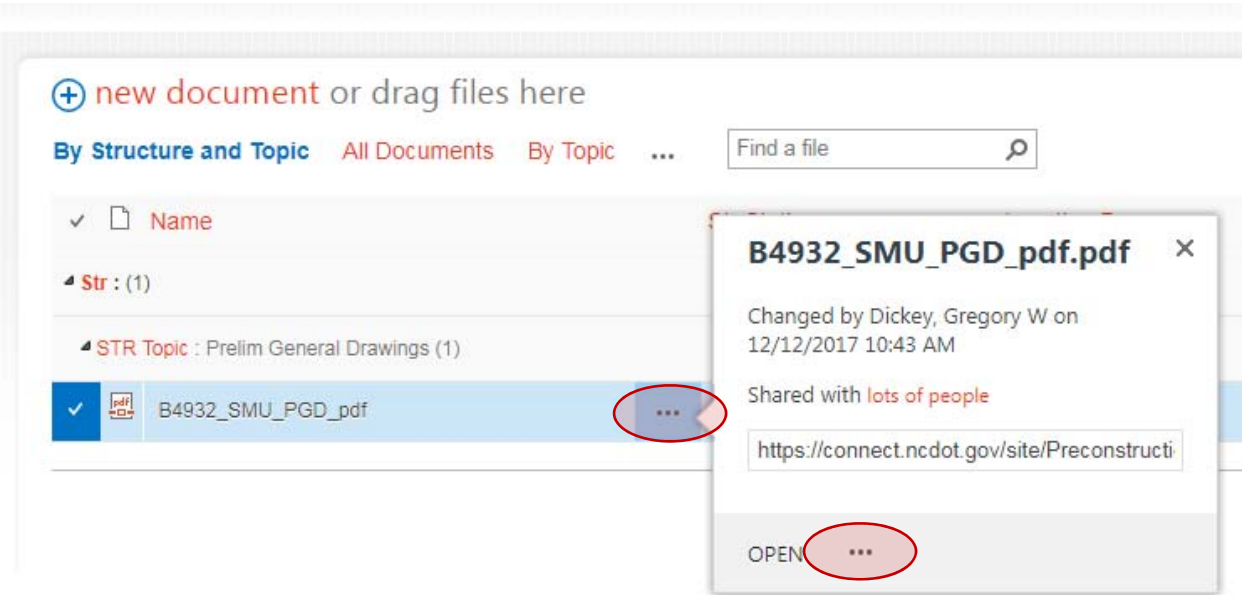 new document or drag files here
By Structure and Topic All Documents By Topic ... Find a file
Name
Str : (1)
STR Topic : Prelim General Drawings (1)
pdf B4932_SMU_PGD_pdf ...
B4932_SMU_PGD_pdf.pdf
Changed by Dickey, Gregory W on
12/12/2017 10:43 AM
Shared with lots of people
https://connect.ncdot.gov/site/Preconstructi
OPEN ...